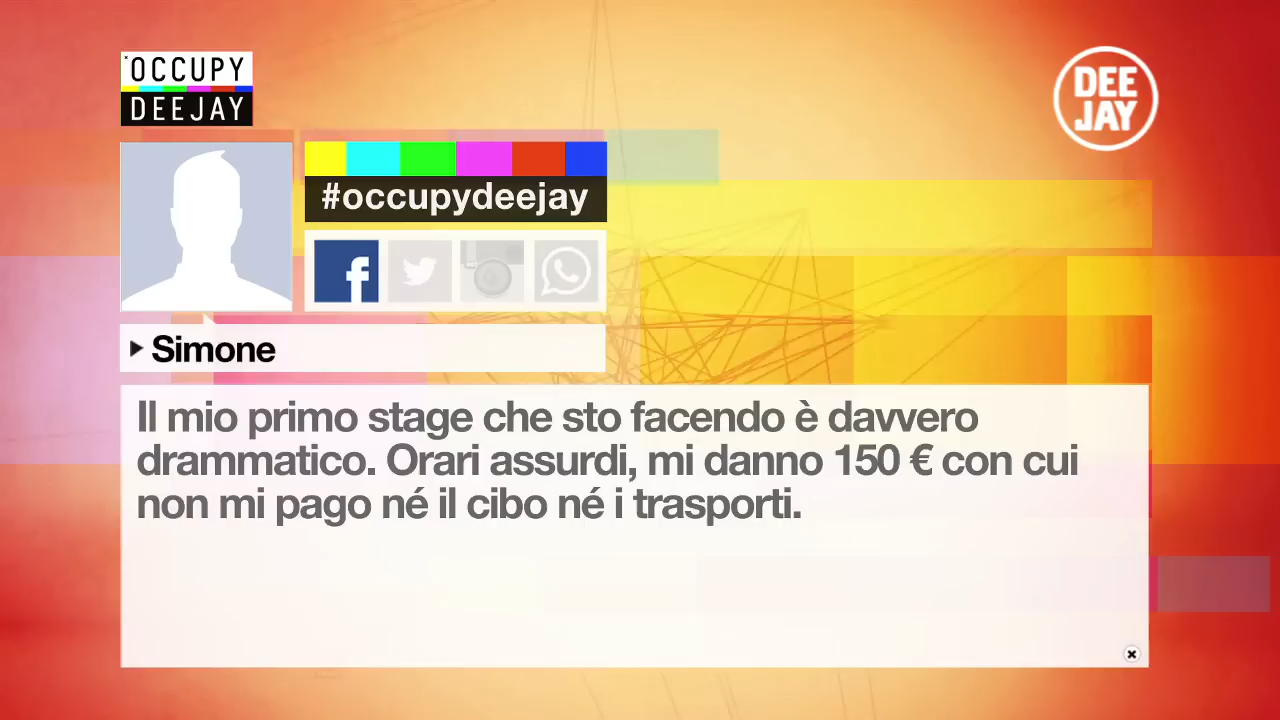 OCCUPY
DEEJAY
DEE
JAY
#occupydeejay
Simone
Il mio primo stage che sto facendo è davvero
drammatico. Orari assurdi, mi danno 150 € con cui
non mi pago né il cibo né i trasporti.